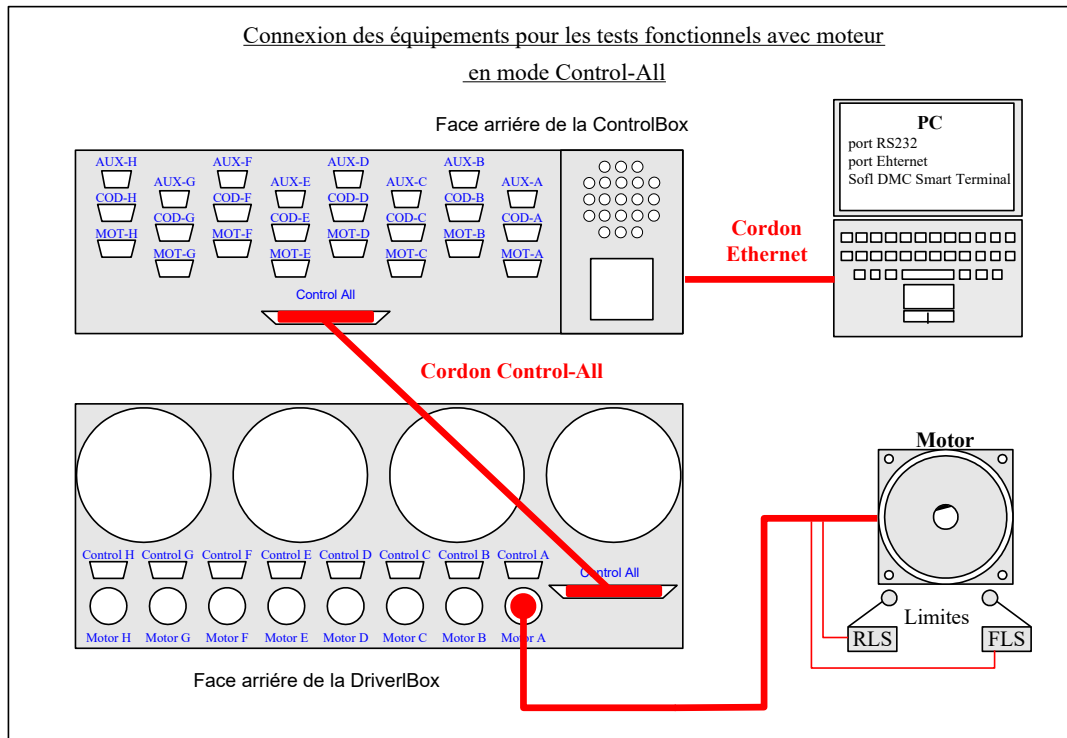 Connexion des équipements pour les tests fonctionnels avec moteur
en mode Control-All
Face arriére de la ControlBox
AUX-H AUX-F AUX-D AUX-B
AUX-G AUX-E AUX-C AUX-A
COD-H COD-F COD-D COD-B
COD-G COD-E COD-C COD-A
MOT-H MOT-F MOT-D MOT-B
MOT-G MOT-E MOT-C MOT-A
Control All
PC
port RS232
port Ehternet
Sofl DMC Smart Terminal
Cordon
Ethernet
Cordon Control-All
Control H Control G Control F Control E Control D Control C Control B Control A
Control All
Motor H Motor G Motor F Motor E Motor D Motor C Motor B Motor A
Face arriére de la DriverlBox
Motor
Limites
RLS FLS